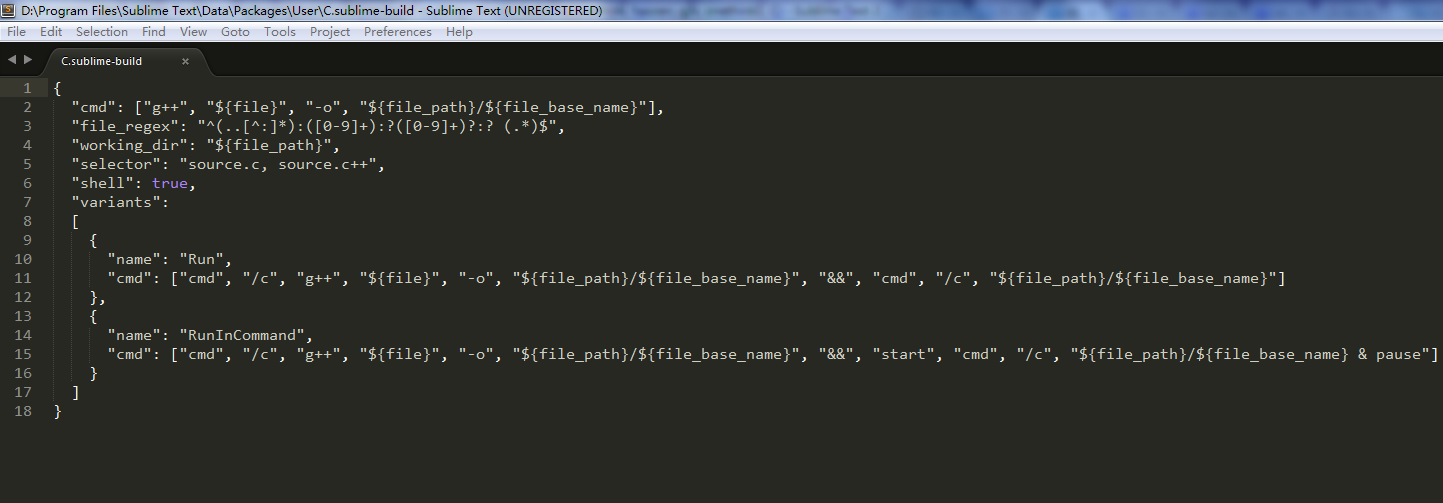 D:\Program Files\Sublime Text\Data\Packages\User\C.sublime-build - Sublime Text (UNREGISTERED)
File Edit Selection Find View Goto Tools Project Preferences Help
C.sublime-build ×
1 {
2 "cmd": ["g++", "${file}", "-o", "${file_path}/${file_base_name}"],
3 "file_regex": "^(..[^:]*):([0-9]+):?([0-9]+)?:? (.*)$",
4 "working_dir": "${file_path}",
5 "selector": "source.c, source.c++",
6 "shell": true,
7 "variants":
8 [
9 {
10 "name": "Run",
11 "cmd": ["cmd", "/c", "g++", "${file}", "-o", "${file_path}/${file_base_name}", "&&", "cmd", "/c", "${file_path}/${file_base_name}"]
12 },
13 {
14 "name": "RunInCommand",
15 "cmd": ["cmd", "/c", "g++", "${file}", "-o", "${file_path}/${file_base_name}", "&&", "start", "cmd", "/c", "${file_path}/${file_base_name} & pause"]
16 }
17 ]
18 }